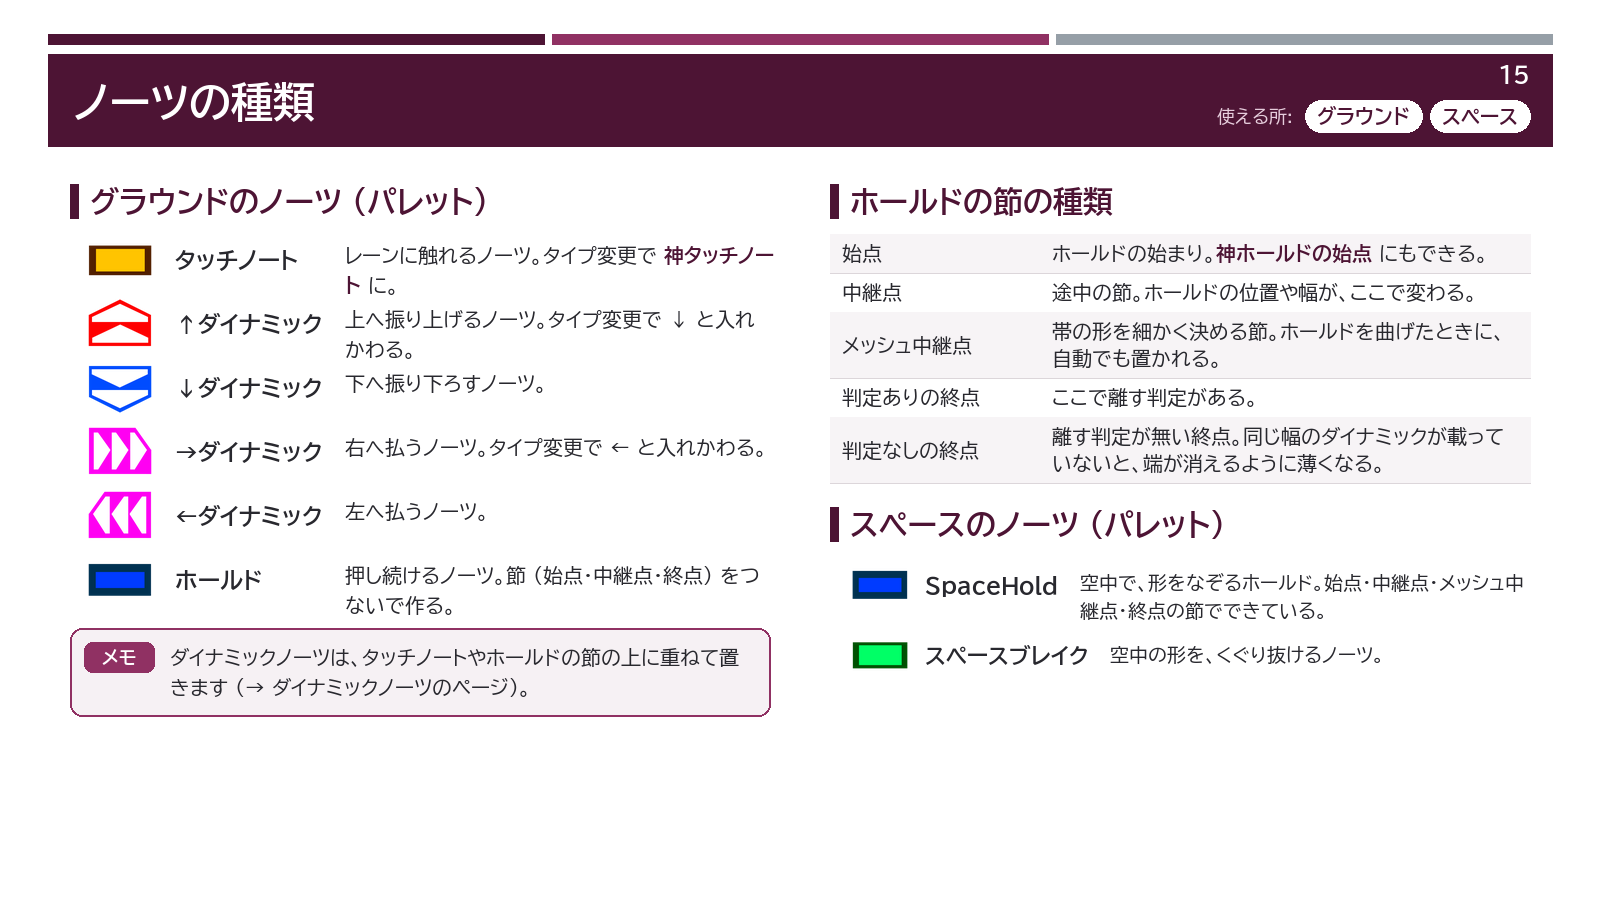 ノーツの種類
15
使える所: グラウンド スペース
グラウンドのノーツ（パレット）
タッチノート
レーンに触れるノーツ。タイプ変更で 神タッチノー
ト に。
↑ダイナミック
上へ振り上げるノーツ。タイプ変更で ↓ と入れ
かわる。
↓ダイナミック
下へ振り下ろすノーツ。
→ダイナミック
右へ払うノーツ。タイプ変更で ← と入れかわる。
←ダイナミック
左へ払うノーツ。
ホールド
押し続けるノーツ。節（始点・中継点・終点）をつ
ないで作る。
メモ
ダイナミックノーツは、タッチノートやホールドの節の上に重ねて置
きます（→ ダイナミックノーツのページ）。
ホールドの節の種類
始点
ホールドの始まり。神ホールドの始点 にもできる。
中継点
途中の節。ホールドの位置や幅が、ここで変わる。
メッシュ中継点
帯の形を細かく決める節。ホールドを曲げたときに、
自動でも置かれる。
判定ありの終点
ここで離す判定がある。
判定なしの終点
離す判定が無い終点。同じ幅のダイナミックが載って
いないと、端が消えるように薄くなる。
スペースのノーツ（パレット）
SpaceHold
空中で、形をなぞるホールド。始点・中継点・メッシュ中
継点・終点の節でできている。
スペースブレイク
空中の形を、くぐり抜けるノーツ。